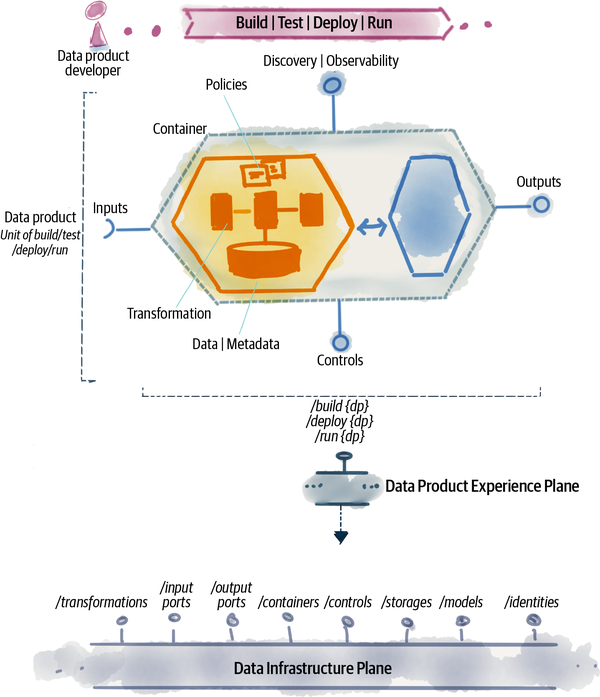 Build | Test | Deploy | Run
Data product
developer
Discovery | Observability
Policies
Container
Inputs
Outputs
Data product
Unit of build/test
/deploy/run
Transformation
Data | Metadata
Controls
/build {dp}
/deploy {dp}
/run {dp}
Data Product Experience Plane
/transformations
/input
ports
/output
ports
/containers
/controls
/storages
/models
/identities
Data Infrastructure Plane